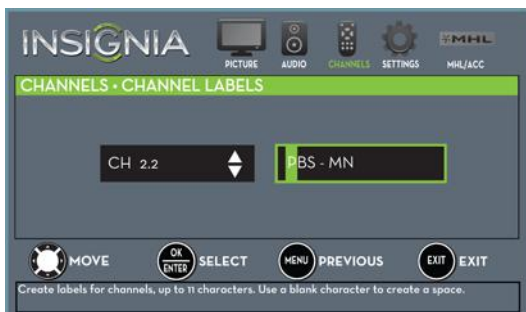 INSIGNIA
PICTURE AUDIO CHANNELS SETTINGS MHL MHL/ACC
CHANNELS • CHANNEL LABELS
CH 2.2 PBS - MN
MOVE OK ENTER SELECT MENU PREVIOUS EXIT EXIT
Create labels for channels, up to 11 characters. Use a blank character to create a space.